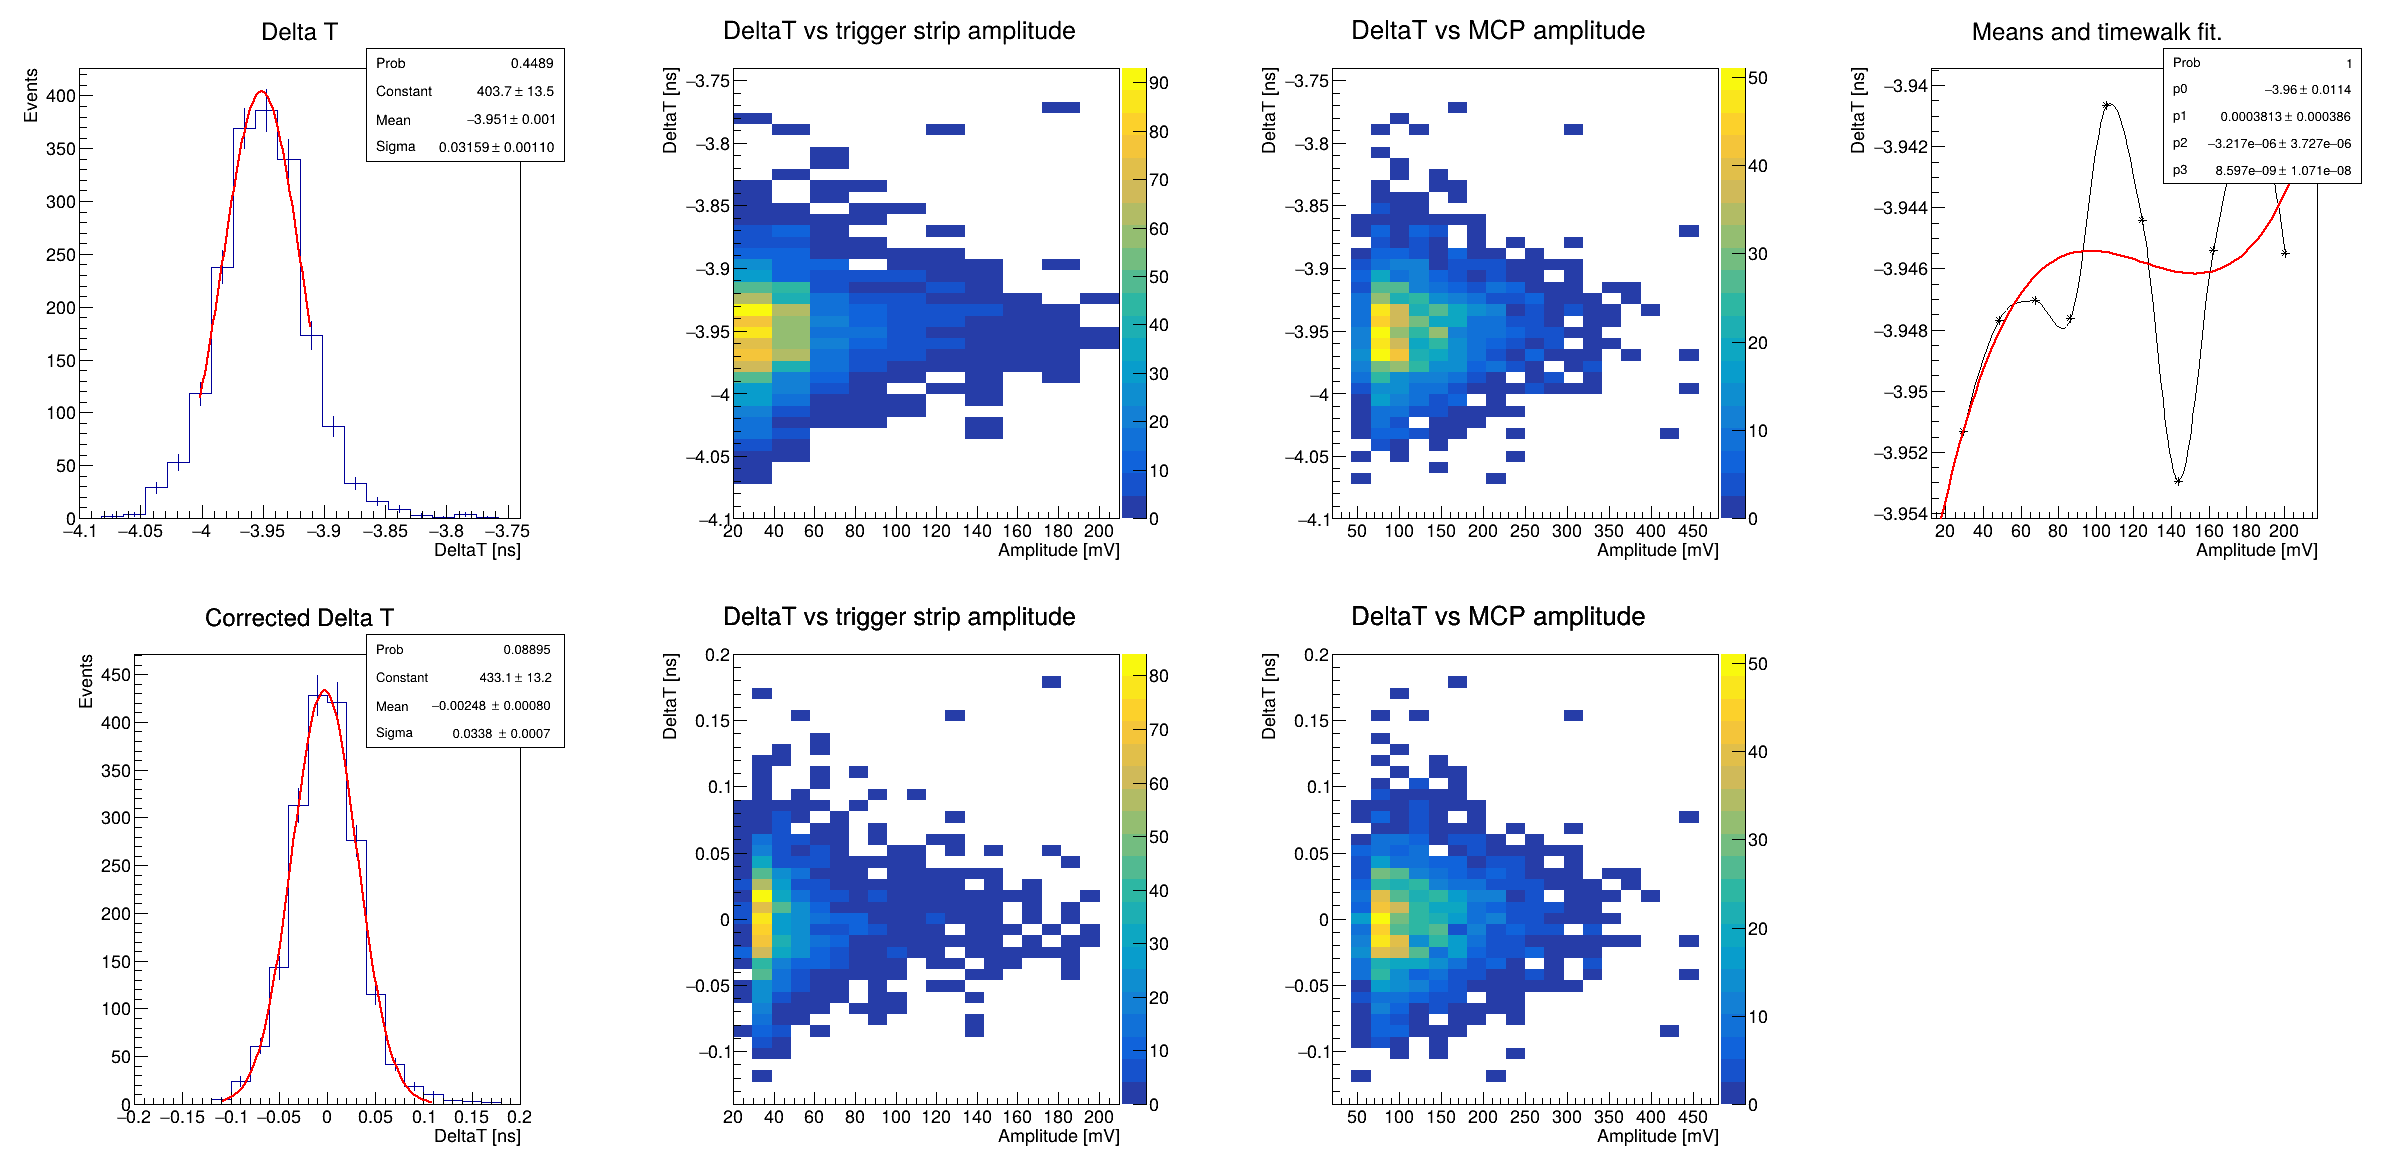 Delta T
Events
Prob 0.4489
Constant 403.7 ± 13.5
Mean −3.951 ± 0.001
Sigma 0.03159 ± 0.00110
400
350
300
250
200
150
100
50
0
−4.1 −4.05 −4 −3.95 −3.9 −3.85 −3.8 −3.75
DeltaT [ns]
DeltaT vs trigger strip amplitude
DeltaT [ns]
−3.75
−3.8
−3.85
−3.9
−3.95
−4
−4.05
−4.1
20 40 60 80 100 120 140 160 180 200
Amplitude [mV]
90
80
70
60
50
40
30
20
10
0
DeltaT vs MCP amplitude
DeltaT [ns]
−3.75
−3.8
−3.85
−3.9
−3.95
−4
−4.05
−4.1
50 100 150 200 250 300 350 400 450
Amplitude [mV]
50
40
30
20
10
0
Means and timewalk fit.
DeltaT [ns]
Prob 1
p0 −3.96 ± 0.0114
p1 0.0003813 ± 0.000386
p2 −3.217e−06 ± 3.727e−06
p3 8.597e−09 ± 1.071e−08
−3.94
−3.942
−3.944
−3.946
−3.948
−3.95
−3.952
−3.954
20 40 60 80 100 120 140 160 180 200
Amplitude [mV]
Corrected Delta T
Events
Prob 0.08895
Constant 433.1 ± 13.2
Mean −0.00248 ± 0.00080
Sigma 0.0338 ± 0.0007
450
400
350
300
250
200
150
100
50
0
−0.2 −0.15 −0.1 −0.05 0 0.05 0.1 0.15 0.2
DeltaT [ns]
DeltaT vs trigger strip amplitude
DeltaT [ns]
0.2
0.15
0.1
0.05
0
−0.05
−0.1
20 40 60 80 100 120 140 160 180 200
Amplitude [mV]
80
70
60
50
40
30
20
10
0
DeltaT vs MCP amplitude
DeltaT [ns]
0.2
0.15
0.1
0.05
0
−0.05
−0.1
50 100 150 200 250 300 350 400 450
Amplitude [mV]
50
40
30
20
10
0